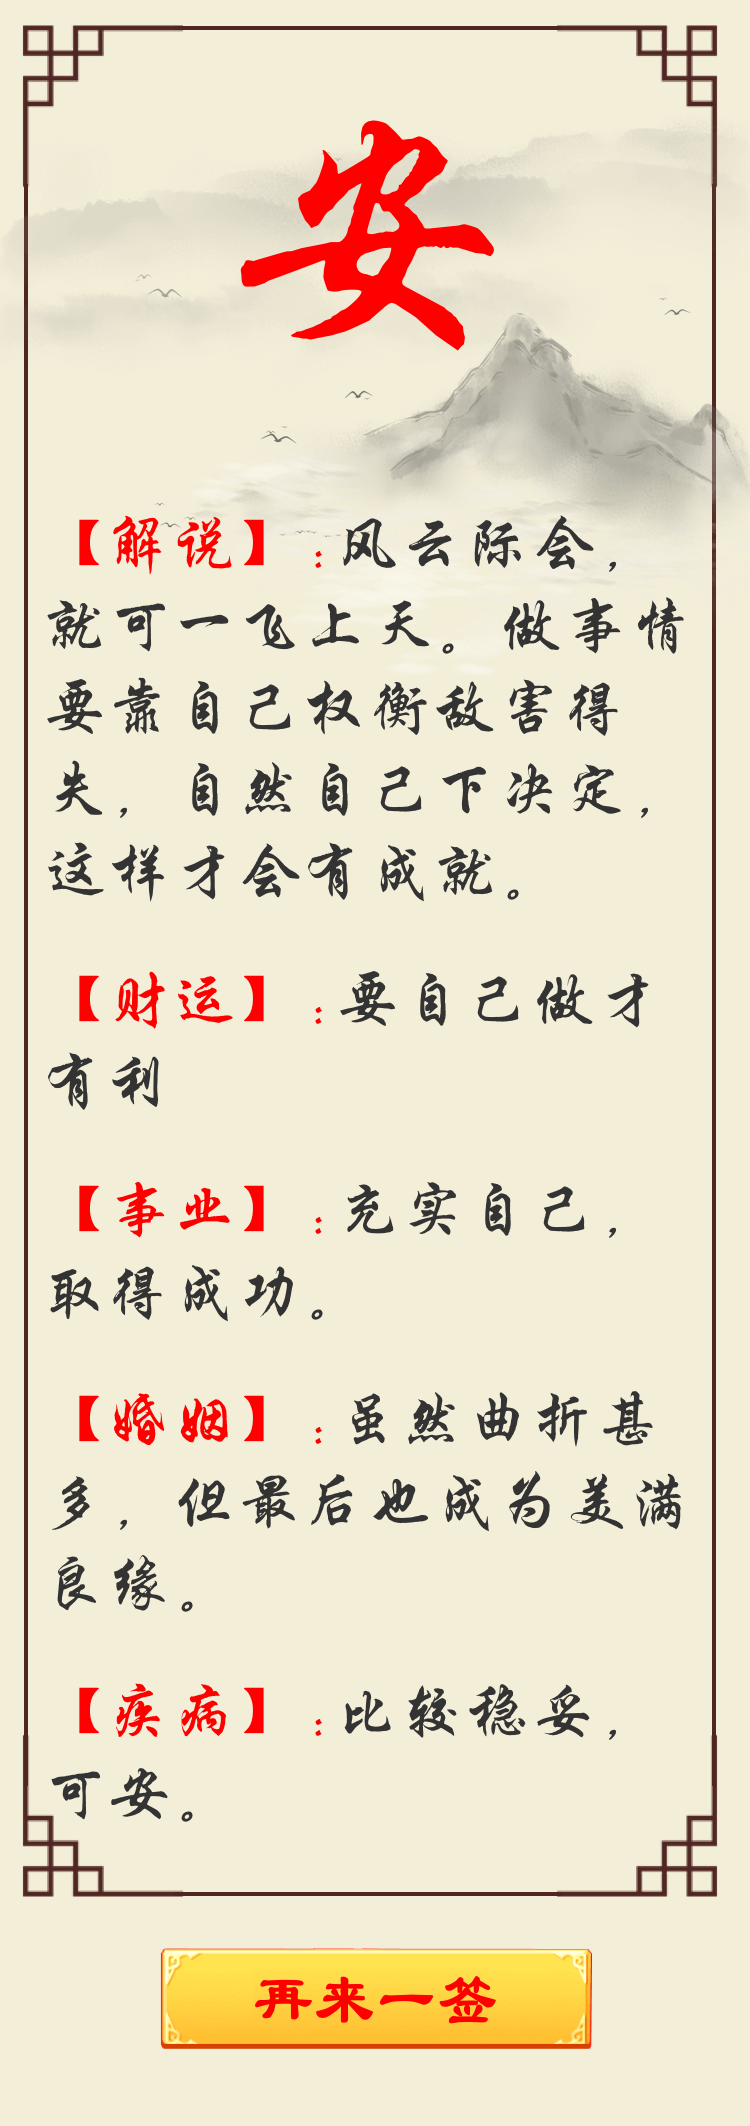 安
【解说】：风云际会，
就可一飞上天。做事情
要靠自己权衡敌害得
失，自然自己下决定，
这样才会有成就。
【财运】：要自己做才
有利
【事业】：充实自己，
取得成功。
【婚姻】：虽然曲折甚
多，但最后也成为美满
良缘。
【疾病】：比较稳妥，
可安。
再来一签